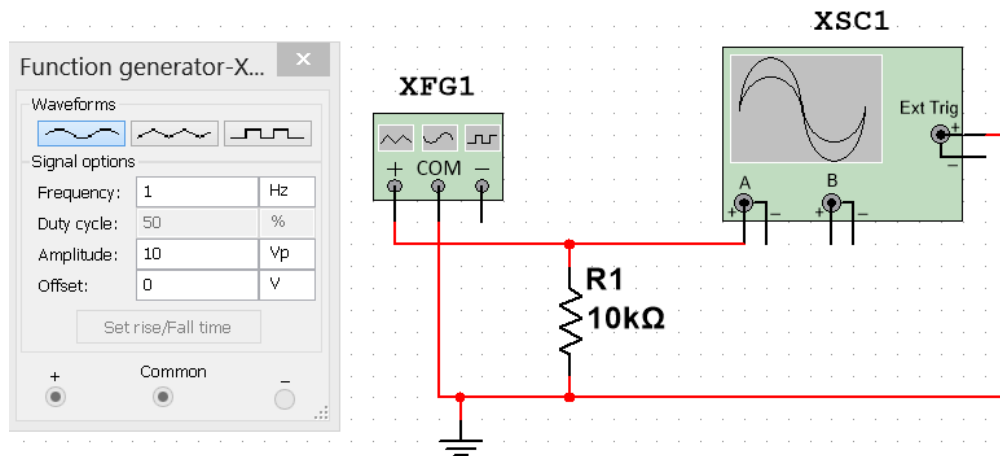 Function generator-X...
Waveforms
Signal options
Frequency: 1 Hz
Duty cycle: 50 %
Amplitude: 10 Vp
Offset: 0 V
Set rise/Fall time
+ Common −
XFG1
+ COM −
XSC1
Ext Trig
+
−
A B
+ − + −
R1
10kΩ